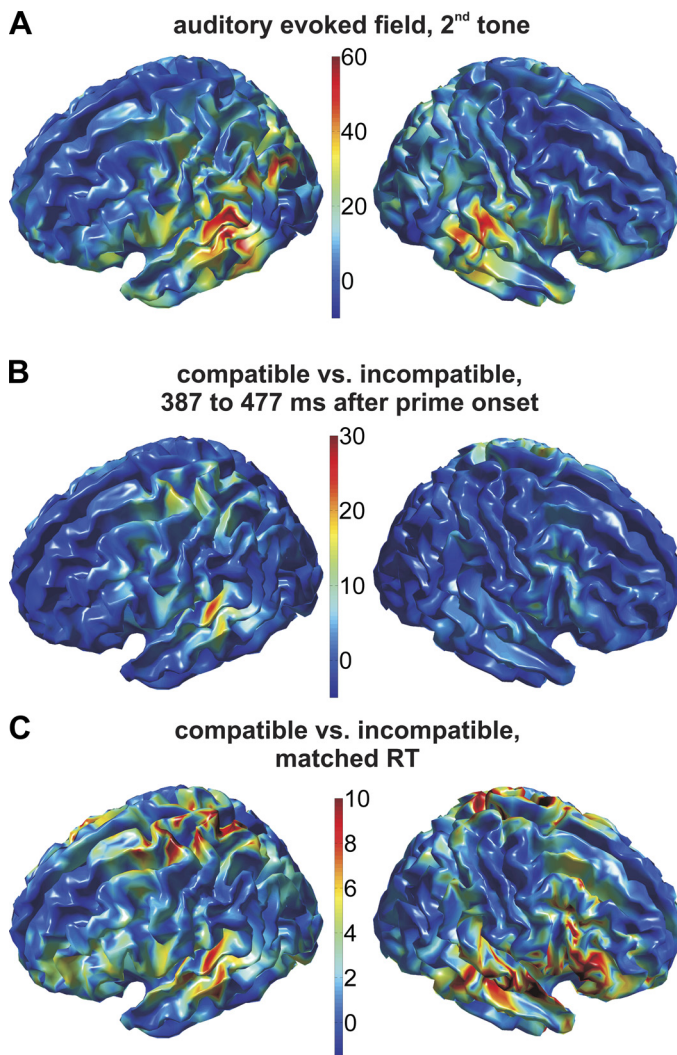 A
auditory evoked field, 2nd tone
60
40
20
0
B
compatible vs. incompatible,
387 to 477 ms after prime onset
30
20
10
0
C
compatible vs. incompatible,
matched RT
10
8
6
4
2
0